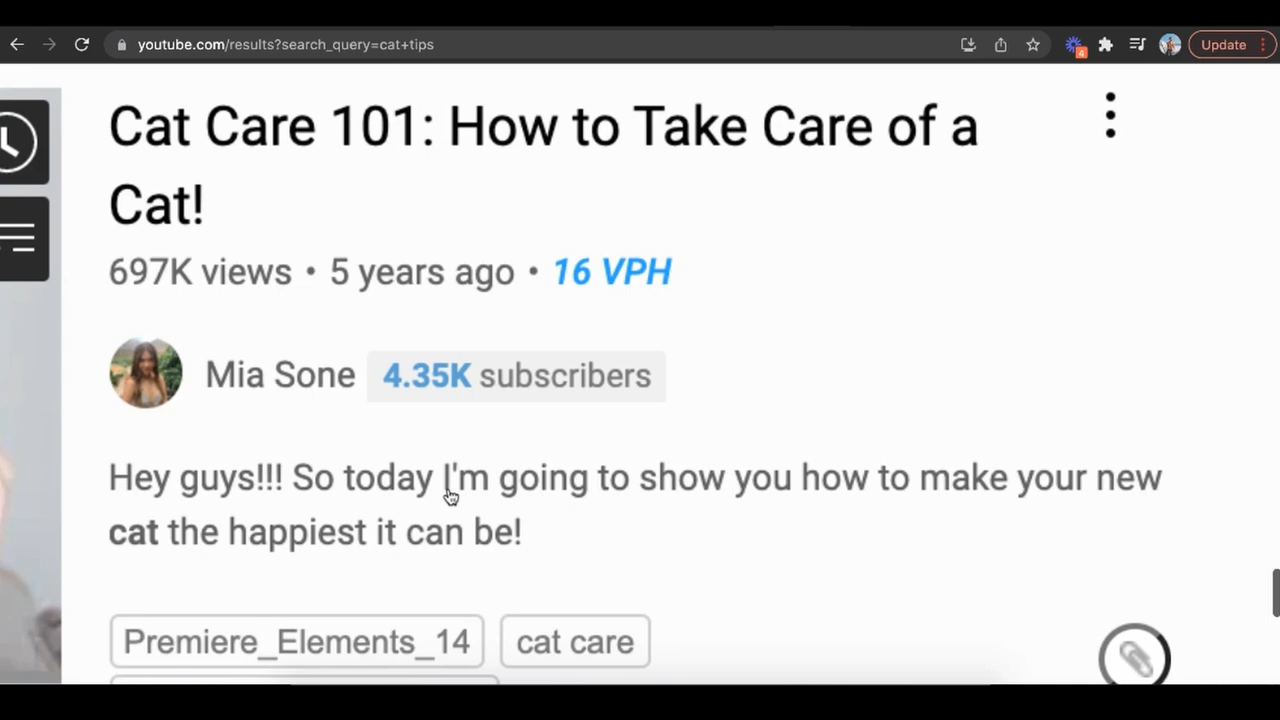 youtube.com/results?search_query=cat+tips
4
Update
Cat Care 101: How to Take Care of a
Cat!
697K views • 5 years ago • 16 VPH
Mia Sone 4.35K subscribers
Hey guys!!! So today I'm going to show you how to make your new
cat the happiest it can be!
Premiere_Elements_14 cat care